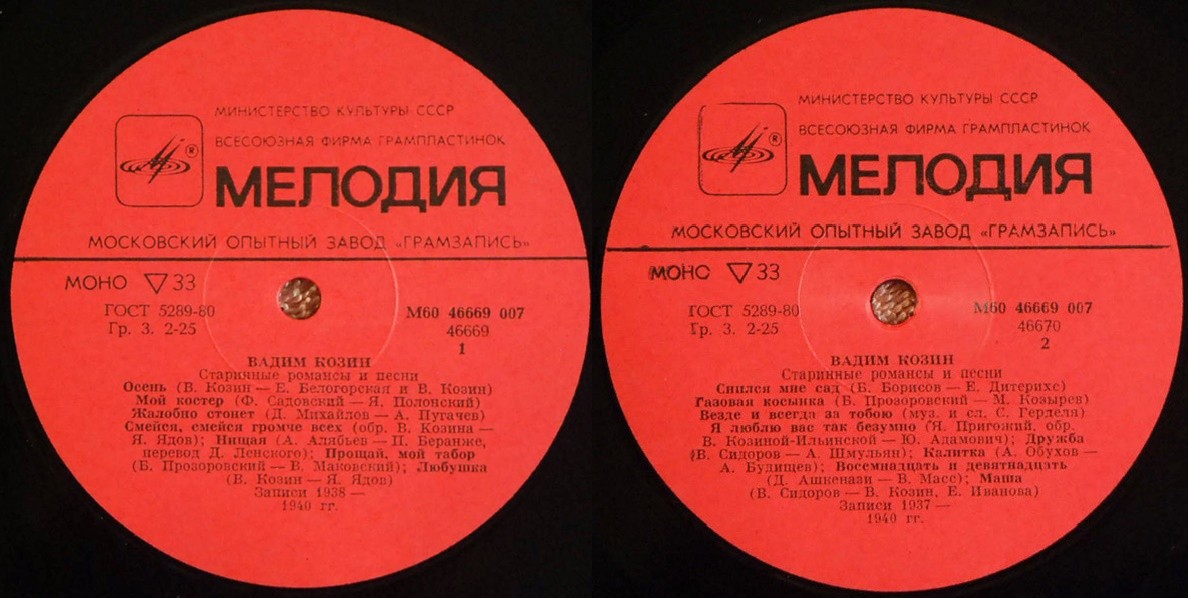 МИНИСТЕРСТВО КУЛЬТУРЫ СССР
ВСЕСОЮЗНАЯ ФИРМА ГРАМПЛАСТИНОК
®
МЕЛОДИЯ
МОСКОВСКИЙ ОПЫТНЫЙ ЗАВОД «ГРАМЗАПИСЬ»
МОНО ▽ 33
ГОСТ 5289-80
Гр. 3. 2-25
М60 46669 007
46669
1
ВАДИМ КОЗИН
Старинные романсы и песни
Осень (В. Козин — Е. Белогорская и В. Козин)
Мой костер (Ф. Садовский — Я. Полонский)
Жалобно стонет (Д. Михайлов — А. Пугачев)
Смейся, смейся громче всех (обр. В. Козина —
Я. Ядов); Нищая (А. Алябьев — П. Беранже,
перевод Д. Ленского); Прощай, мой табор
(Б. Прозоровский — В. Маковский); Любушка
(В. Козин — Я. Ядов)
Записи 1938 —
1940 гг.
МИНИСТЕРСТВО КУЛЬТУРЫ СССР
ВСЕСОЮЗНАЯ ФИРМА ГРАМПЛАСТИНОК
®
МЕЛОДИЯ
МОСКОВСКИЙ ОПЫТНЫЙ ЗАВОД «ГРАМЗАПИСЬ»
МОНО ▽ 33
ГОСТ 5289-80
Гр. 3. 2-25
М60 46669 007
46670
2
ВАДИМ КОЗИН
Старинные романсы и песни
Снился мне сад (Б. Борисов — Е. Дитерихс)
Газовая косынка (Б. Прозоровский — М. Козырев)
Везде и всегда за тобою (муз. и сл. С. Герделя)
Я люблю вас так безумно (Я. Пригожий, обр.
В. Козиной-Ильинской — Ю. Адамович); Дружба
(В. Сидоров — А. Шмульян); Калитка (А. Обухов —
А. Будищев); Восемнадцать и девятнадцать
(Д. Ашкенази — В. Масс); Маша
(В. Сидоров — В. Козин, Е. Иванова)
Записи 1937 —
1940 гг.